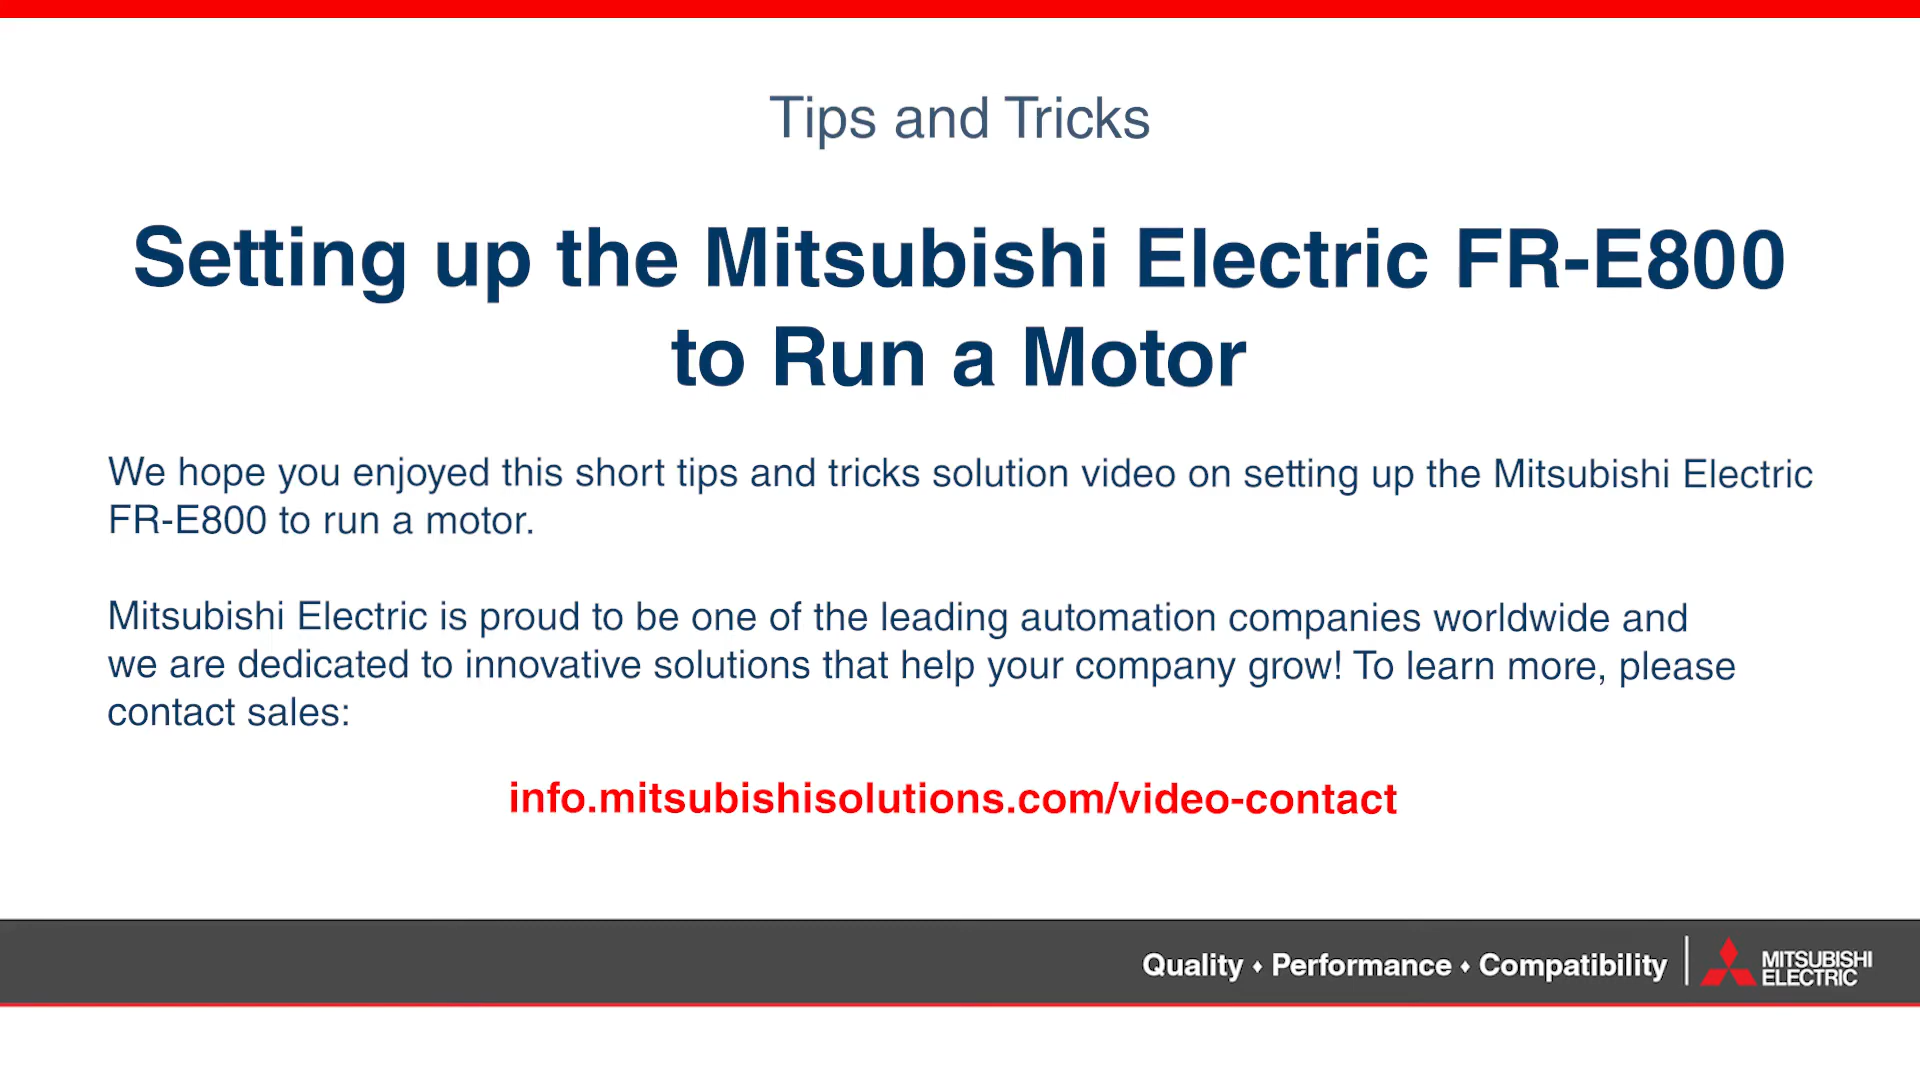 Tips and Tricks
Setting up the Mitsubishi Electric FR-E800
to Run a Motor
We hope you enjoyed this short tips and tricks solution video on setting up the Mitsubishi Electric
FR-E800 to run a motor.
Mitsubishi Electric is proud to be one of the leading automation companies worldwide and
we are dedicated to innovative solutions that help your company grow! To learn more, please
contact sales:
info.mitsubishisolutions.com/video-contact
Quality ♦ Performance ♦ Compatibility
MITSUBISHI
ELECTRIC